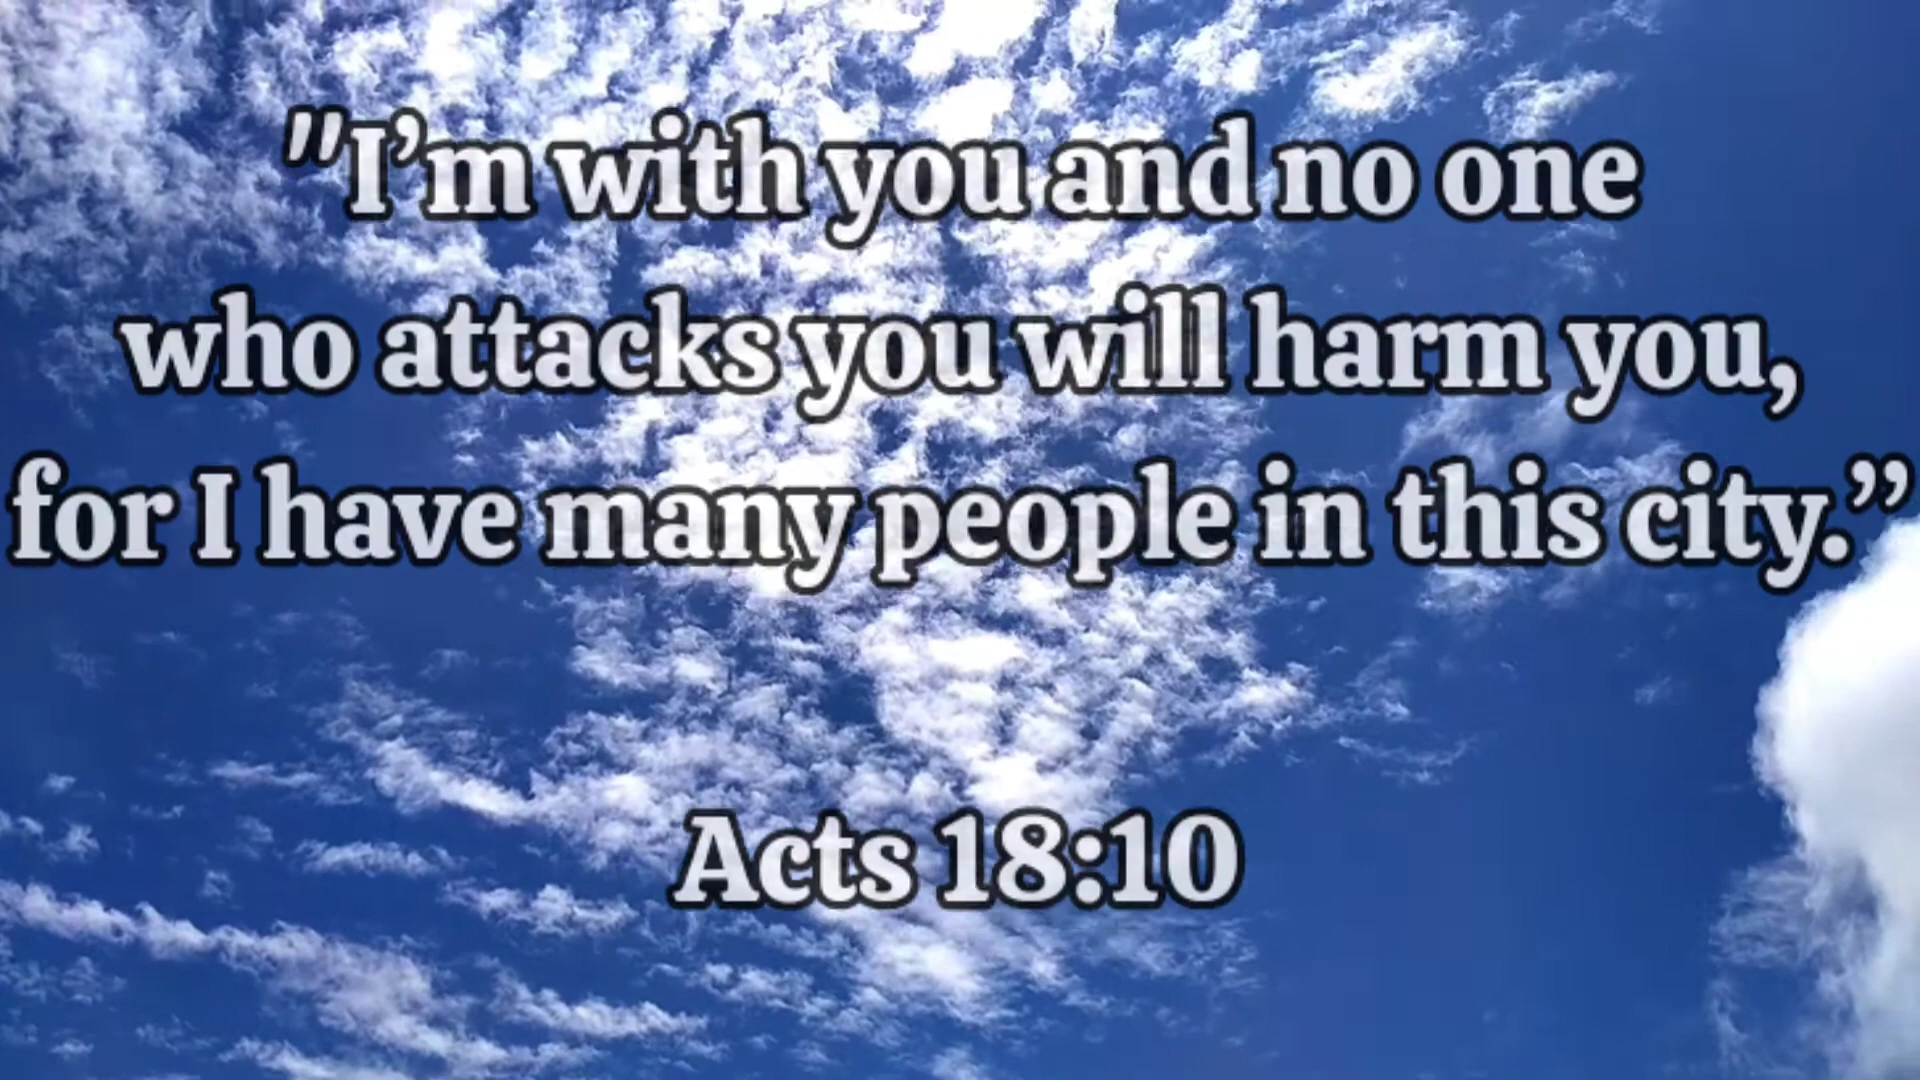 "I’m with you and no one
who attacks you will harm you,
for I have many people in this city.”
Acts 18:10